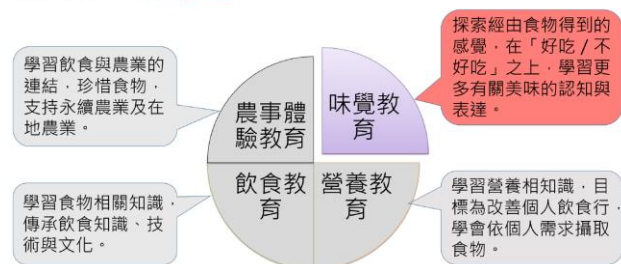 學習飲食與農業的
連結，珍惜食物，
支持永續農業及在
地農業。
農事體
驗教育
味覺教
育
探索經由食物得到的
感覺，在「好吃／不
好吃」之上，學習更
多有關美味的認知與
表達。
學習食物相關知識，
傳承飲食知識、技
術與文化。
飲食教
育
營養教
育
學習營養相知識，目
標為改善個人飲食行，
學會依個人需求攝取
食物。